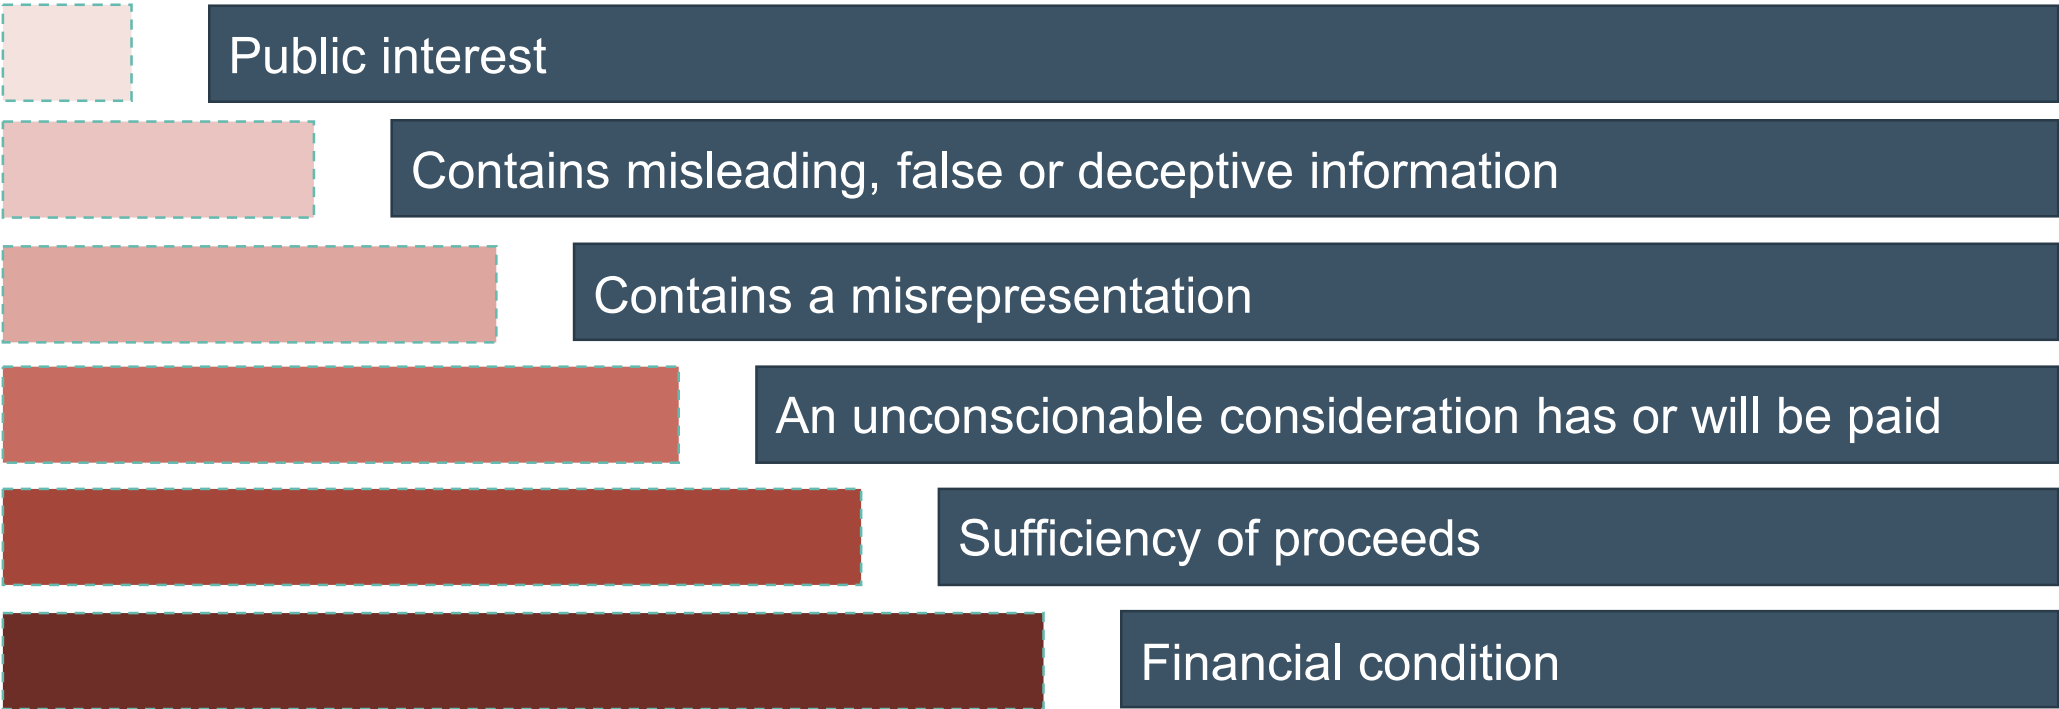 Public interest
Contains misleading, false or deceptive information
Contains a misrepresentation
An unconscionable consideration has or will be paid
Sufficiency of proceeds
Financial condition